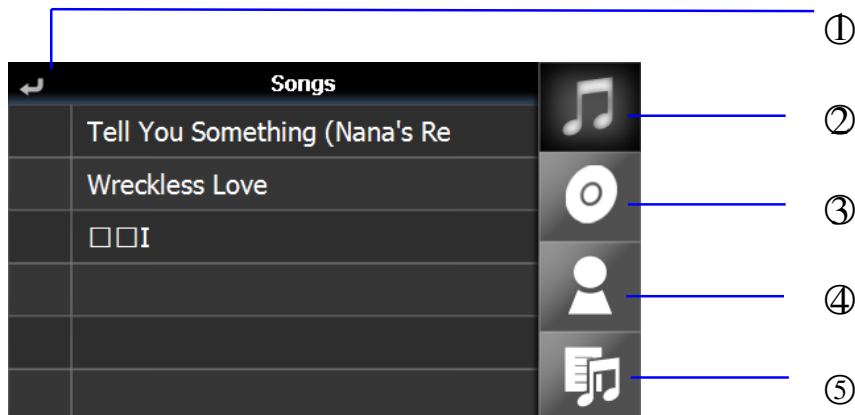 ①
Songs
②
Tell You Something (Nana's Re
Wreckless Love
③
□□I
④
⑤